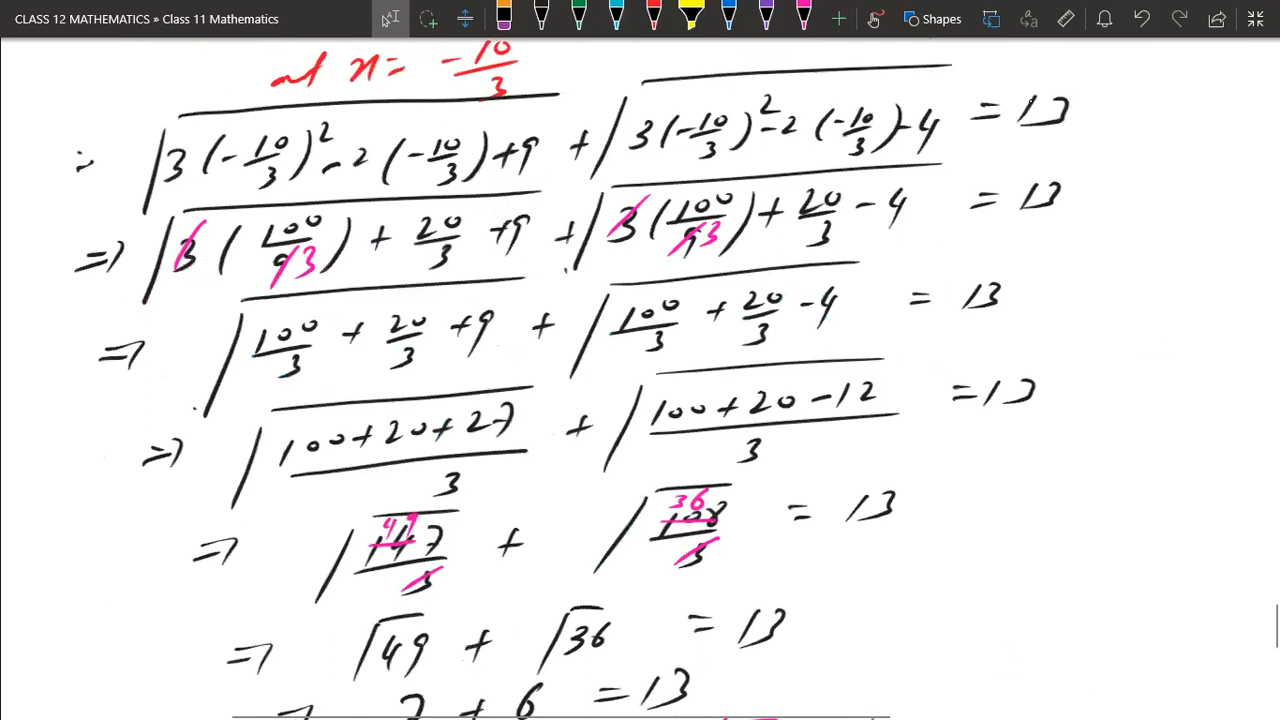 CLASS 12 MATHEMATICS » Class 11 Mathematics
Shapes
at x = -10/3
∴ √(3(-10/3)² - 2(-10/3) + 9) + √(3(-10/3)² - 2(-10/3) - 4) = 13
=> √(3(100/9 3) + 20/3 + 9) + √(3(100/9 3) + 20/3 - 4) = 13
=> √(100/3 + 20/3 + 9) + √(100/3 + 20/3 - 4) = 13
=> √((100+20+27)/3) + √((100+20-12)/3) = 13
=> √(147/3) 49 + √(108/3) 36 = 13
=> √49 + √36 = 13
=> 7 + 6 = 13